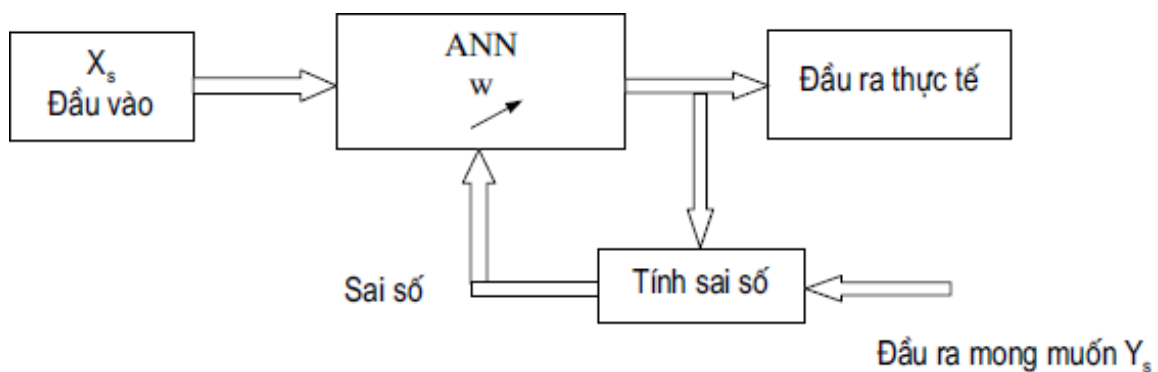 X_s
Đầu vào
ANN
w
Đầu ra thực tế
Sai số
Tính sai số
Đầu ra mong muốn Y_s